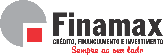 Finamax
CRÉDITO, FINANCIAMENTO E INVESTIMENTO
Sempre ao seu lado